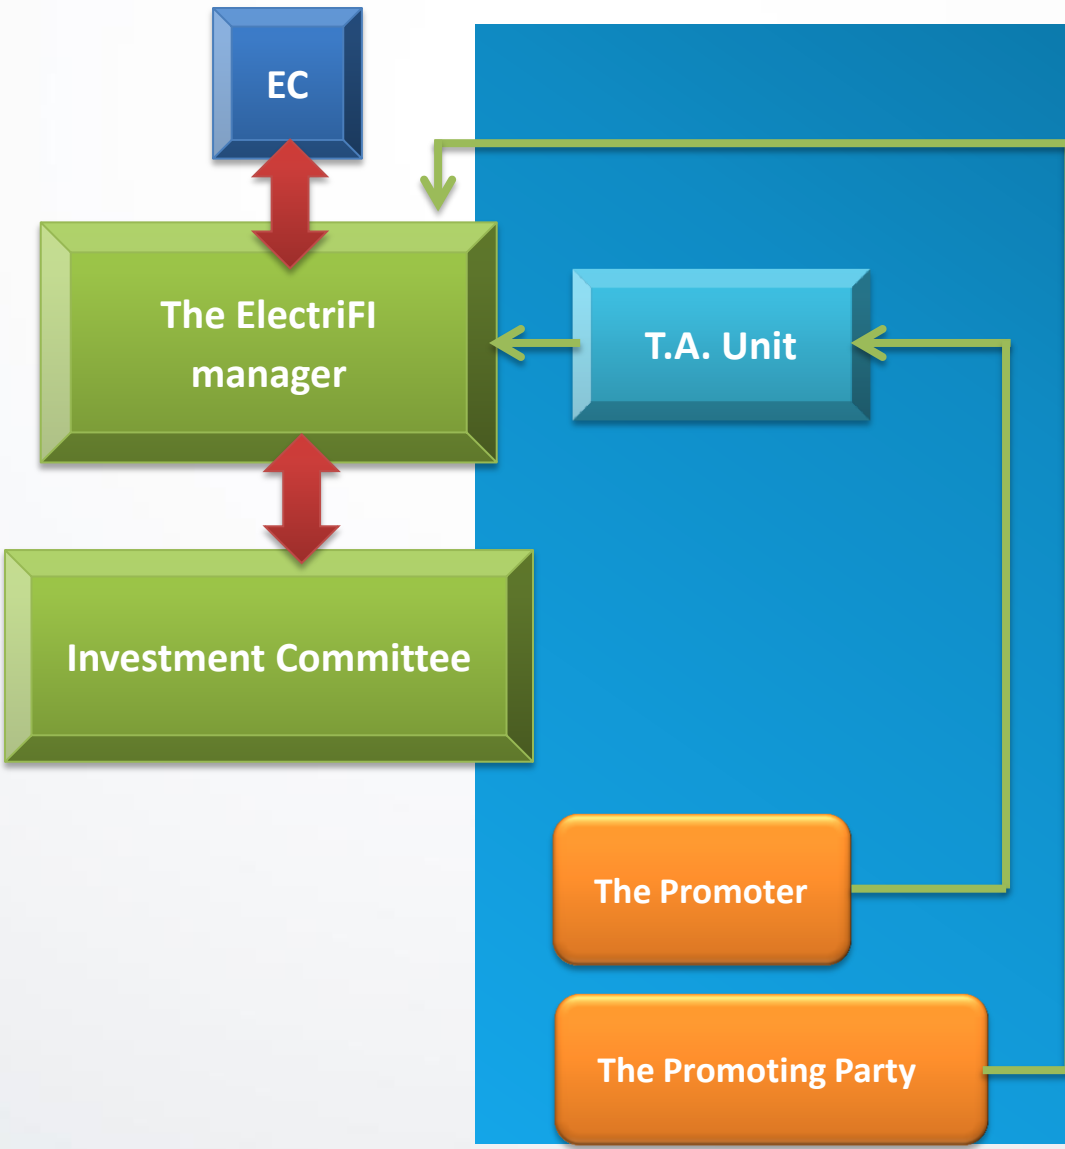 EC
The ElectriFI
manager
T.A. Unit
Investment Committee
The Promoter
The Promoting Party